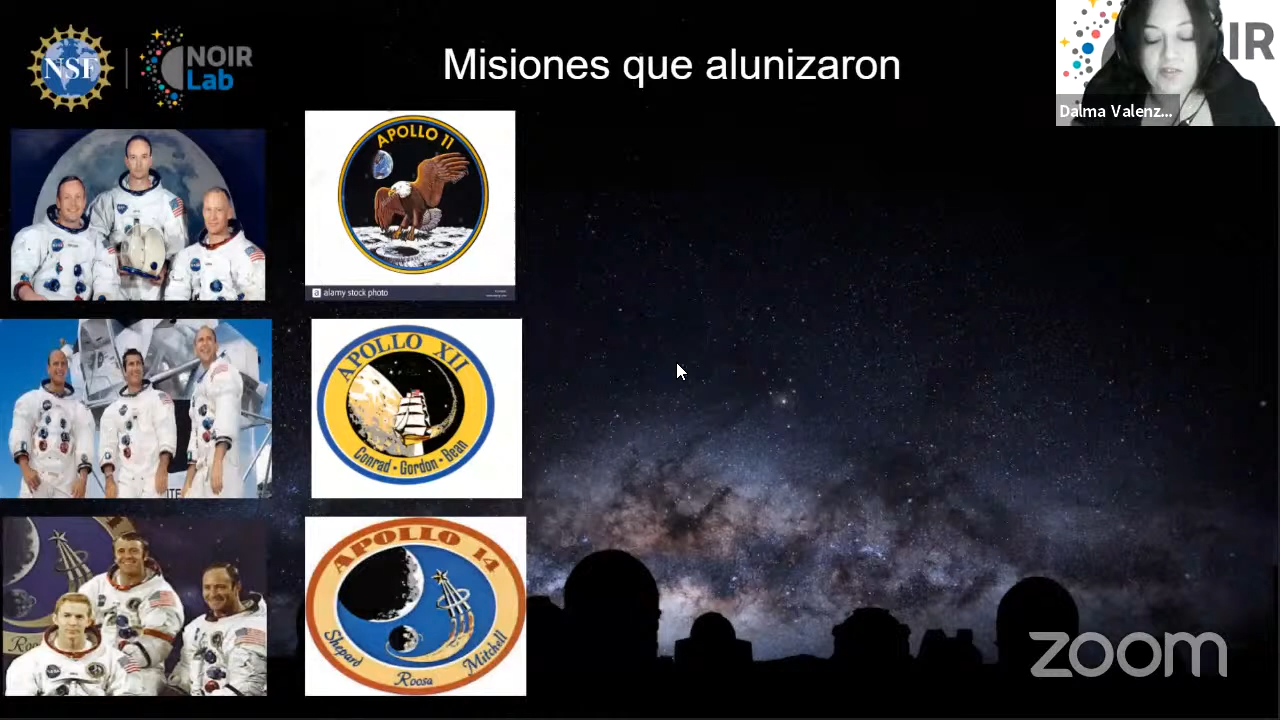 NSF
NOIR
Lab
Misiones que alunizaron
IR
Dalma Valenz...
APOLLO 11
a alamy stock photo
APOLLO XII
Conrad · Gordon · Bean
APOLLO 14
Shepard
Roosa
Mitchell
zoom